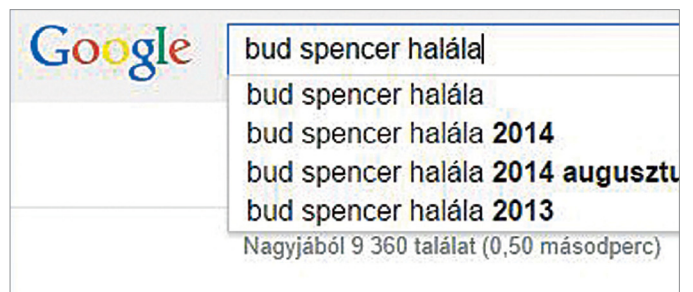 Google
bud spencer halála
bud spencer halála
bud spencer halála 2014
bud spencer halála 2014 augusztu
bud spencer halála 2013
Nagyjából 9 360 találat (0,50 másodperc)